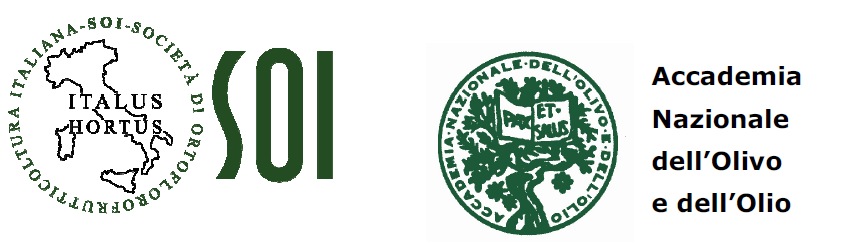 SOI-SOCIETÀ DI ORTOFLOROFRUTTICOLTURA ITALIANA-
ITALUS
HORTUS
SOI
ACCADEMIA·NAZIONALE·DELL'OLIVO·E·DELL'OLIO
PAX ET·
SALUS
Accademia
Nazionale
dell’Olivo
e dell’Olio